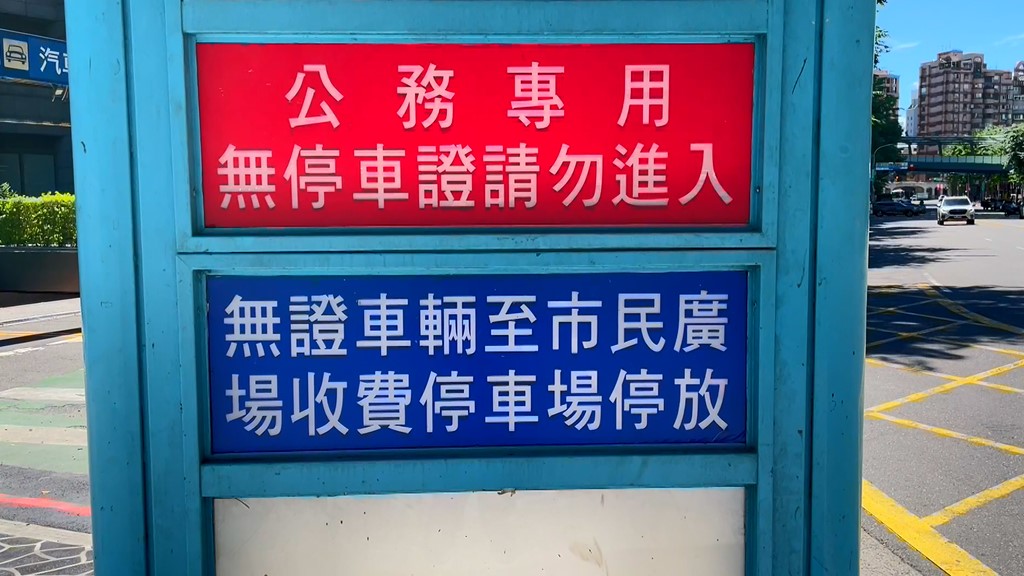 汽
公務專用
無停車證請勿進入
無證車輛至市民廣
場收費停車場停放